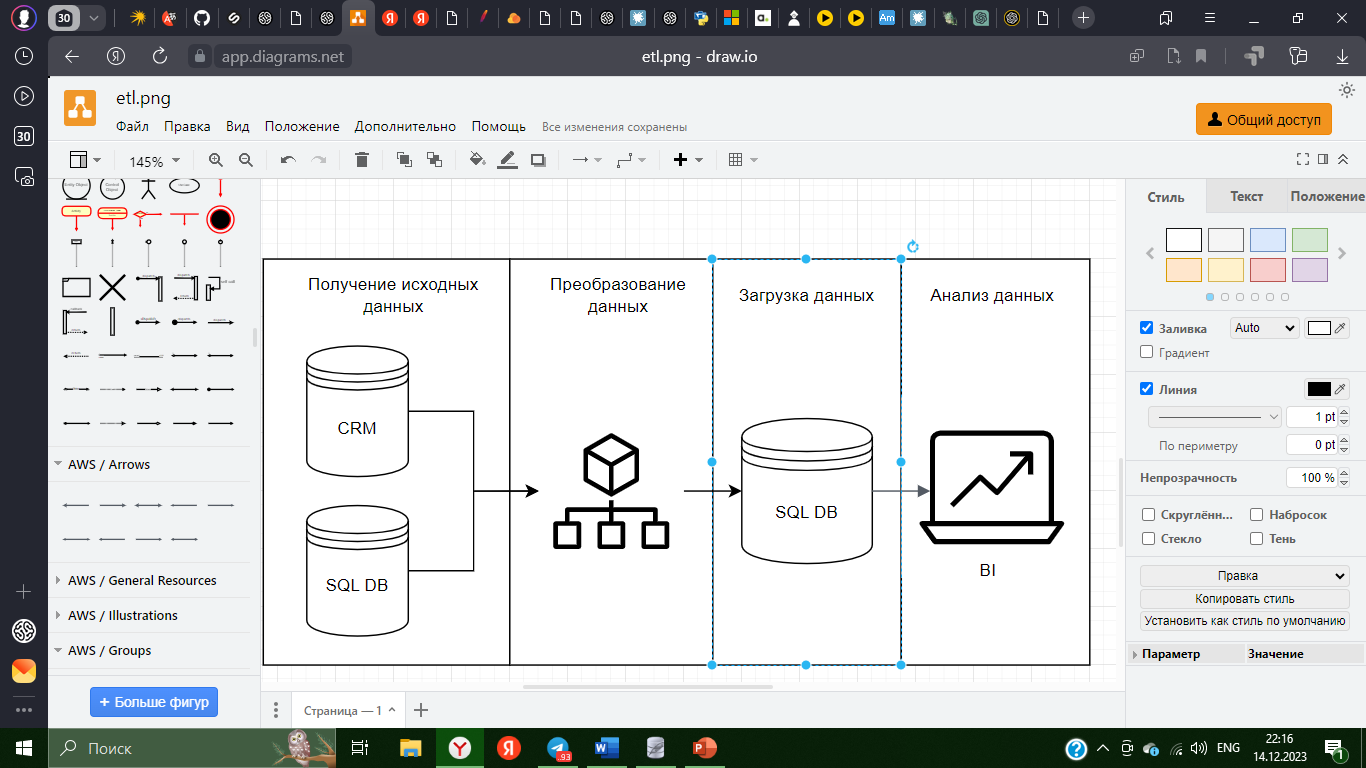 30
app.diagrams.net
etl.png - draw.io
30
etl.png
Файл Правка Вид Положение Дополнительно Помощь Все изменения сохранены
Общий доступ
145%
Стиль Текст Положение
Получение исходных
данных
Преобразование
данных
Загрузка данных
Анализ данных
CRM
SQL DB
SQL DB
BI
Заливка Auto
Градиент
Линия
1 pt
По периметру 0 pt
Непрозрачность 100 %
Скруглённ... Набросок
Стекло Тень
Правка
Копировать стиль
Установить как стиль по умолчанию
Параметр Значение
AWS / Arrows
AWS / General Resources
AWS / Illustrations
AWS / Groups
+ Больше фигур
Страница — 1
Поиск
93
ENG
22:16
14.12.2023
1